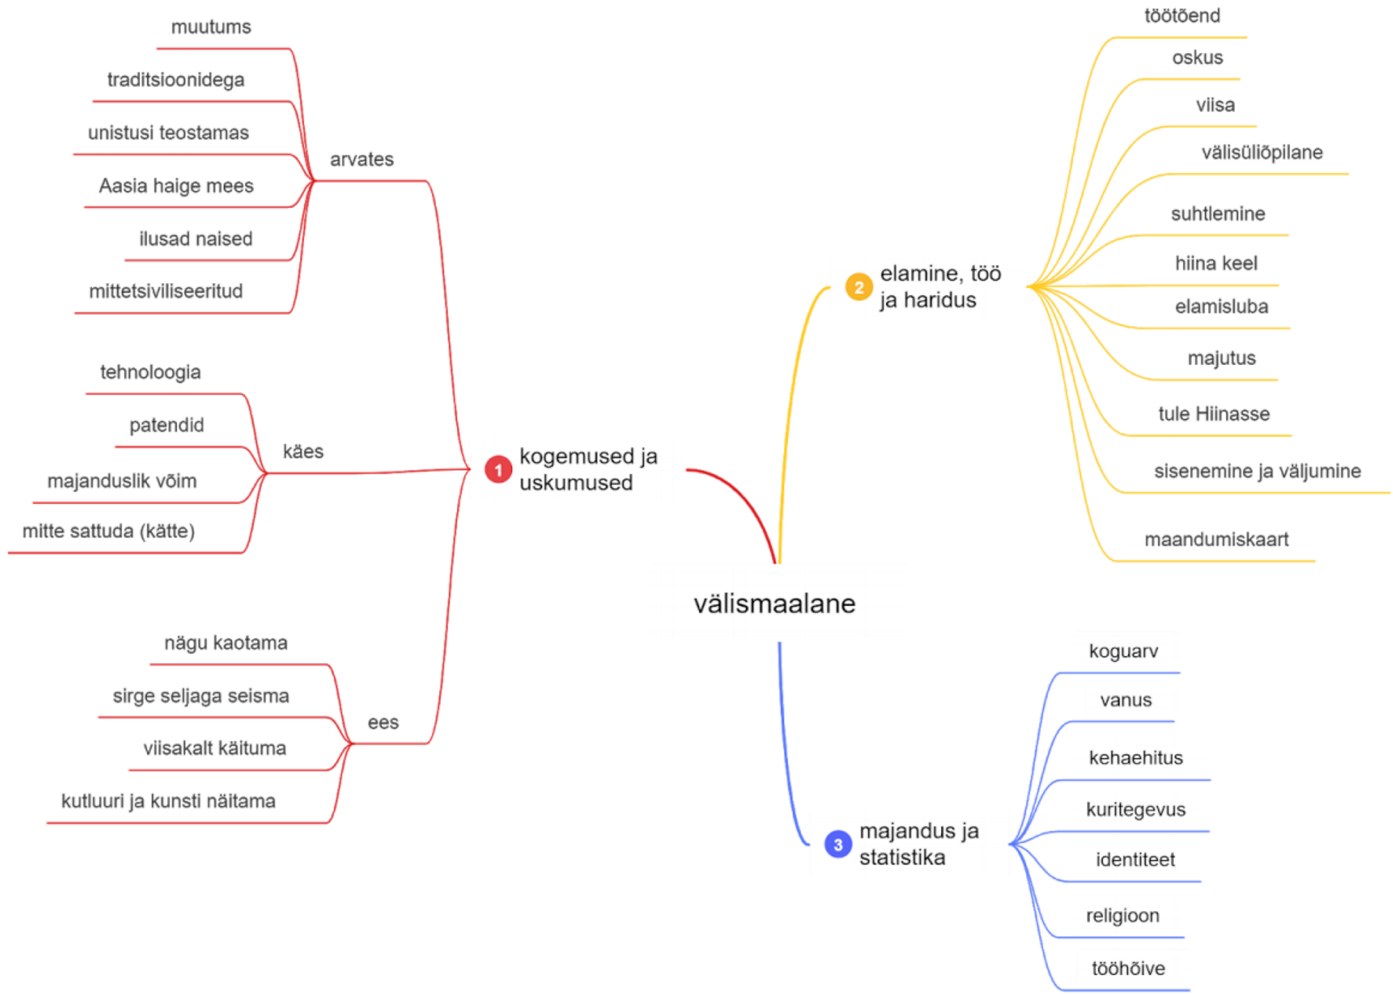 muutums
traditsioonidega
unistusi teostamas
Aasia haige mees
ilusad naised
mittetsiviliseeritud
arvates
tehnoloogia
patendid
majanduslik võim
mitte sattuda (kätte)
käes
nägu kaotama
sirge seljaga seisma
viisakalt käituma
kutluuri ja kunsti näitama
ees
1
kogemused ja
uskumused
välismaalane
2
elamine, töö
ja haridus
töötõend
oskus
viisa
välisüliõpilane
suhtlemine
hiina keel
elamisluba
majutus
tule Hiinasse
sisenemine ja väljumine
maandumiskaart
3
majandus ja
statistika
koguarv
vanus
kehaehitus
kuritegevus
identiteet
religioon
tööhõive